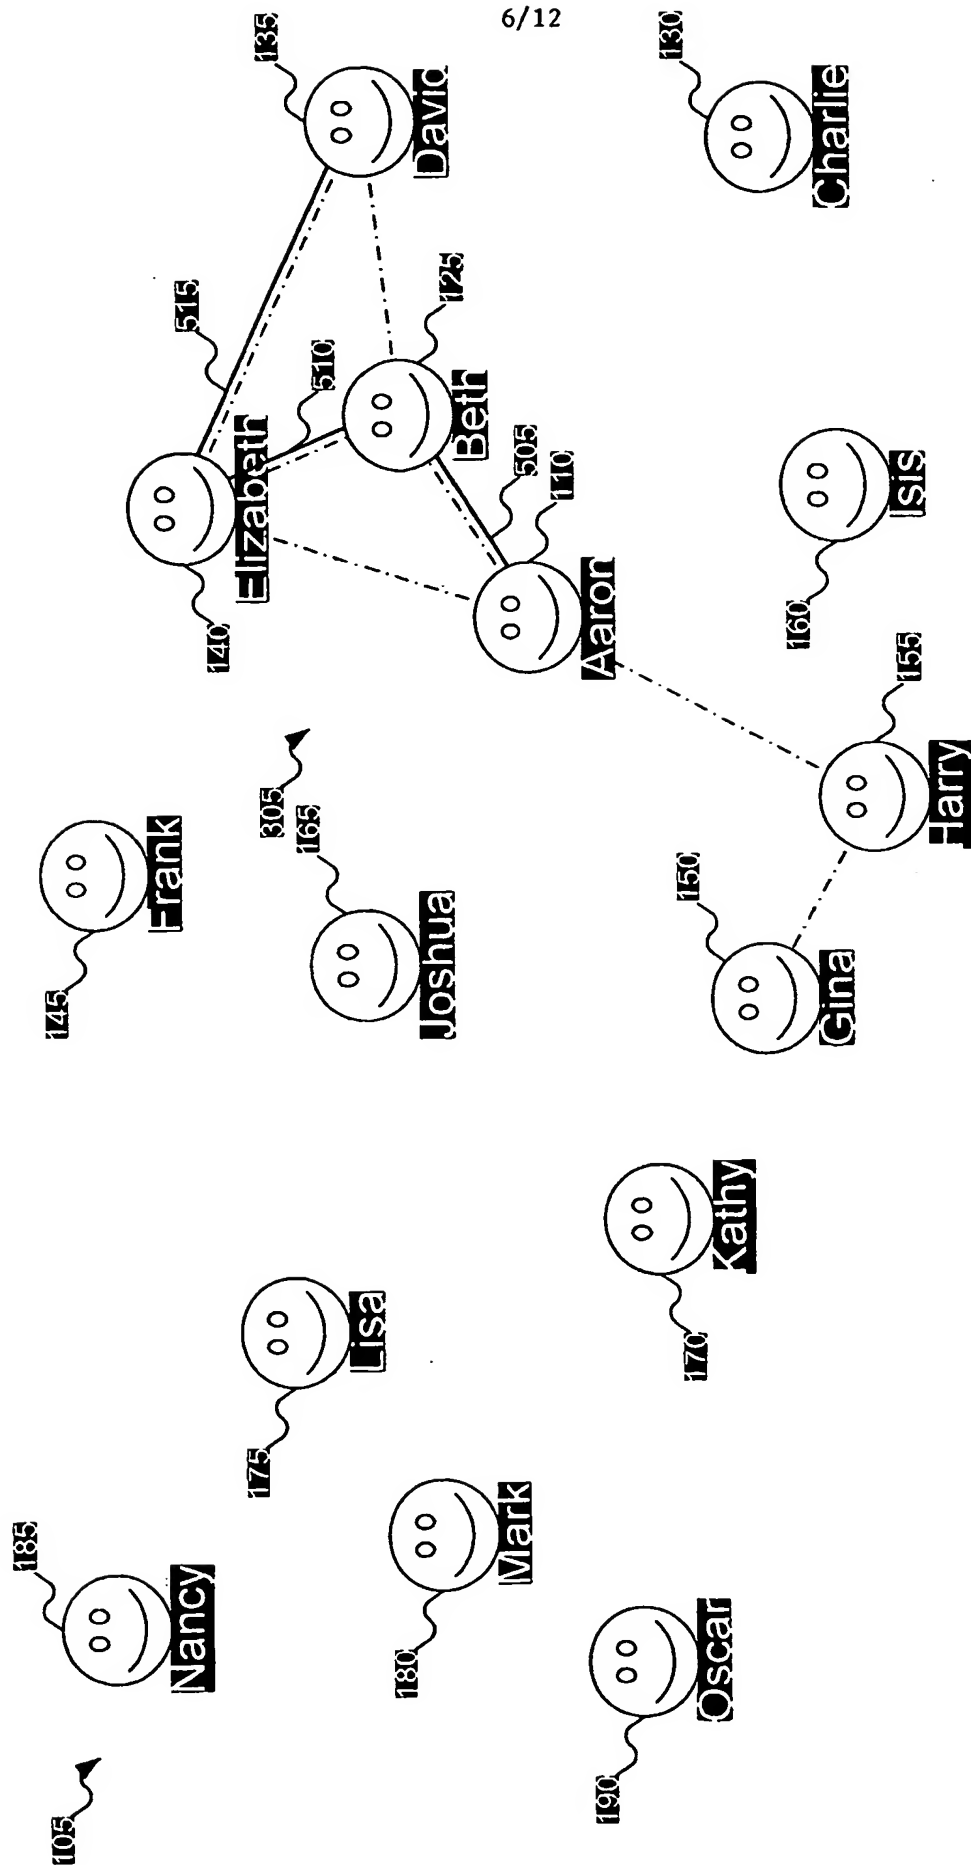 6/12
185
145
105
Frank
515
Nancy
140
Elizabeth
175
135
305
165
510
Lisa
180
David
Joshua
125
Beth
Mark
505
110
Aaron
190
130
150
170
Oscar
Kathy
160
Charlie
Gina
Isis
155
Harry